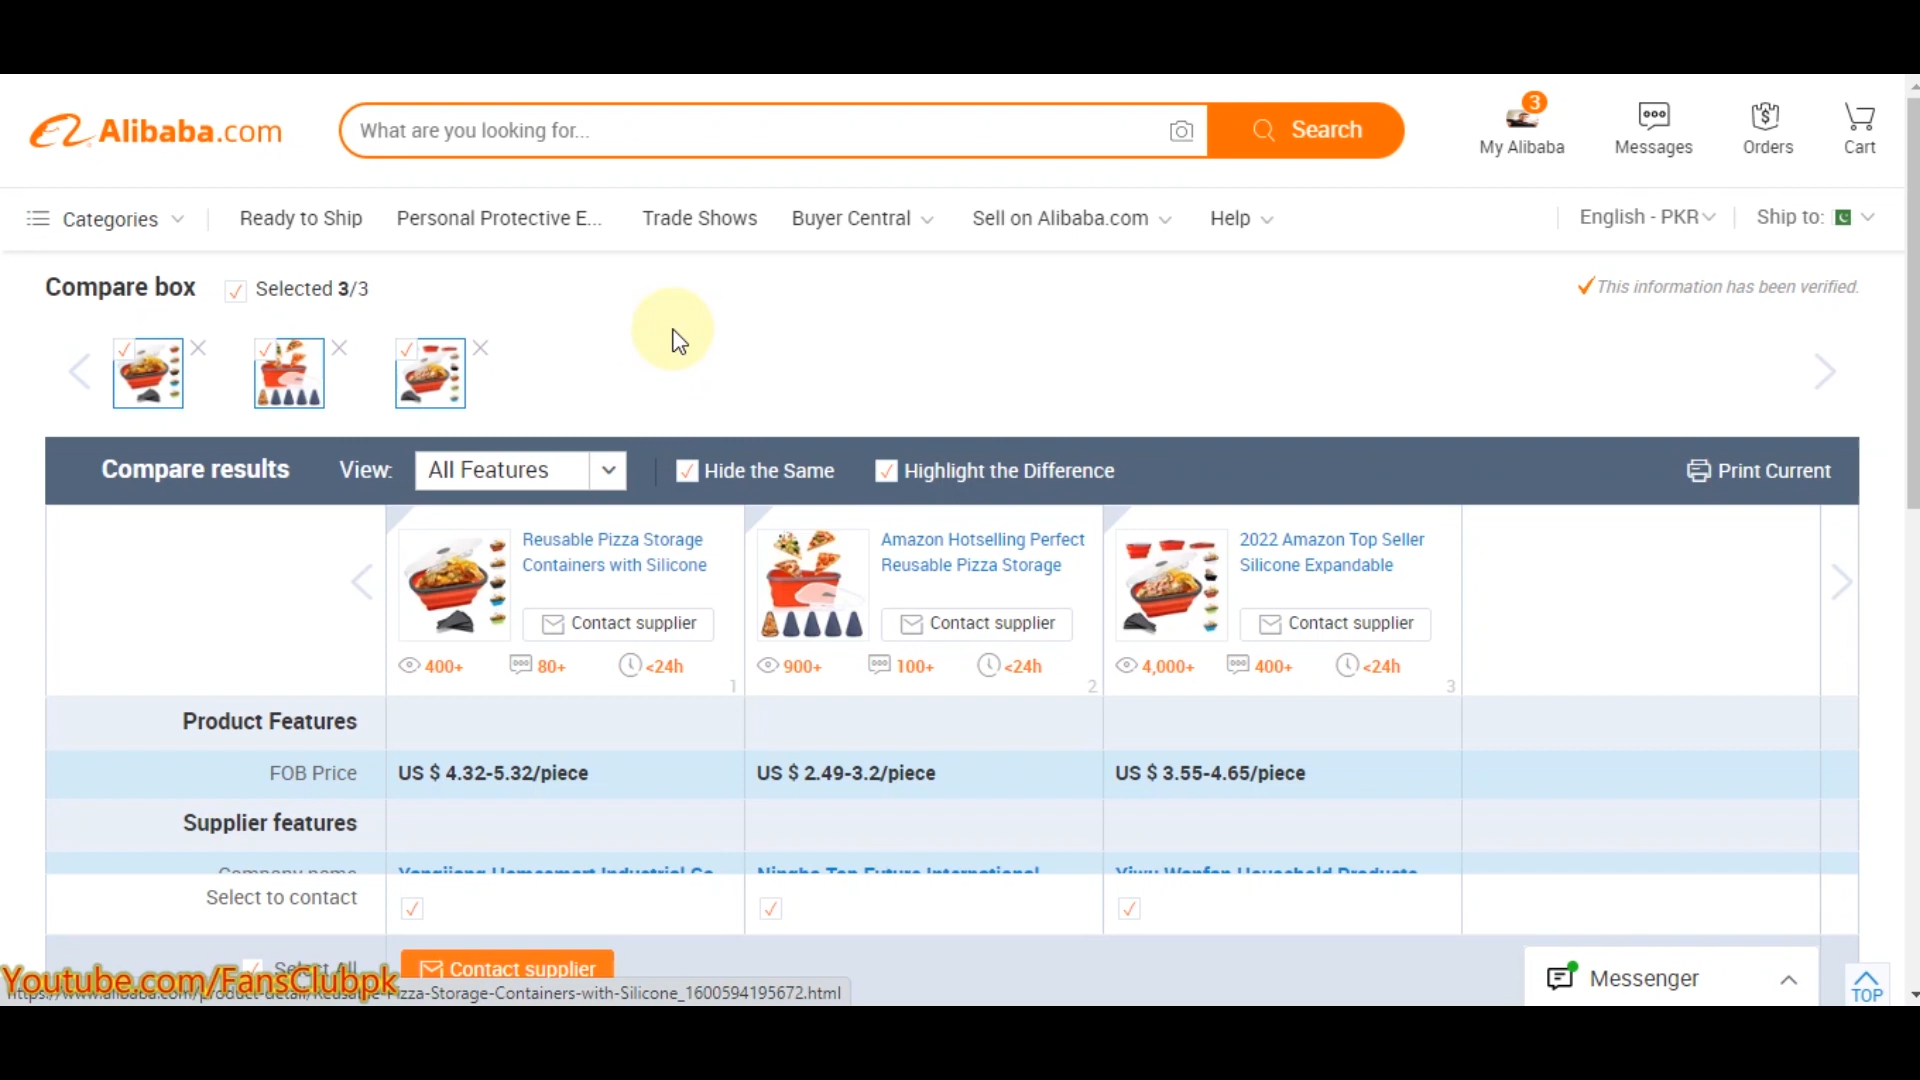 Alibaba.com
What are you looking for...
Search
3
My Alibaba
Messages
Orders
Cart
Categories
Ready to Ship
Personal Protective E...
Trade Shows
Buyer Central
Sell on Alibaba.com
Help
English - PKR
Ship to:
Compare box
Selected 3/3
This information has been verified.
Compare results
View:
All Features
Hide the Same
Highlight the Difference
Print Current
Reusable Pizza Storage
Containers with Silicone
Contact supplier
400+
80+
<24h
1
Amazon Hotselling Perfect
Reusable Pizza Storage
Contact supplier
900+
100+
<24h
2
2022 Amazon Top Seller
Silicone Expandable
Contact supplier
4,000+
400+
<24h
3
Product Features
FOB Price
US $ 4.32-5.32/piece
US $ 2.49-3.2/piece
US $ 3.55-4.65/piece
Supplier features
Company name
Select to contact
Select All
Contact supplier
Youtube.com/FansClubpk
Pizza-Storage-Containers-with-Silicone_1600594195672.html
Messenger
TOP